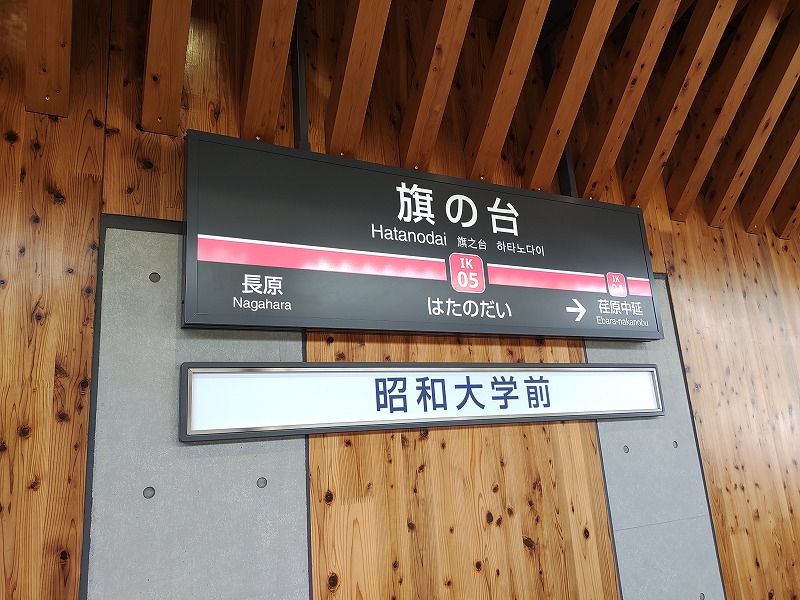 旗の台
Hatanodai 旗之台 하타노다이
IK
05
IK
04
長原
Nagahara
はたのだい
→ 荏原中延
Ebara-nakanobu
昭和大学前